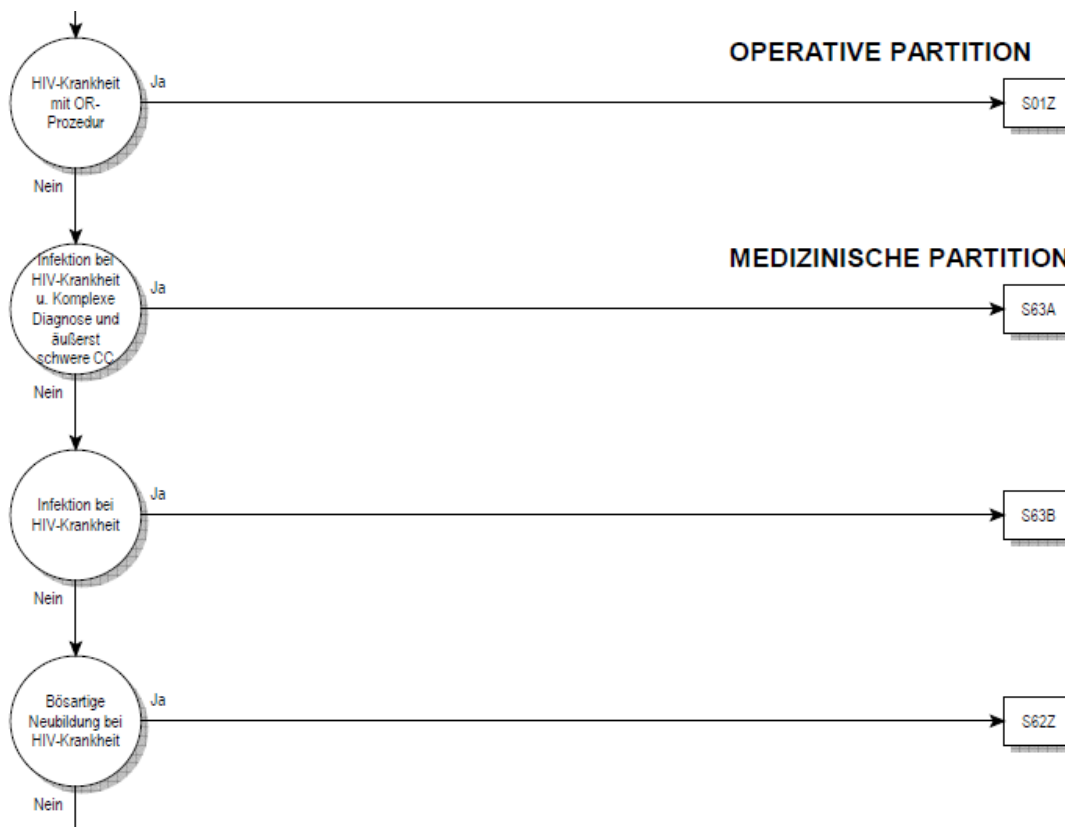 OPERATIVE PARTITION
HIV-Krankheit
mit OR-
Prozedur
Ja
S01Z
Nein
MEDIZINISCHE PARTITION
Infektion bei
HIV-Krankheit
u. Komplexe
Diagnose und
äußerst
schwere CC
Ja
S63A
Nein
Infektion bei
HIV-Krankheit
Ja
S63B
Nein
Bösartige
Neubildung bei
HIV-Krankheit
Ja
S62Z
Nein